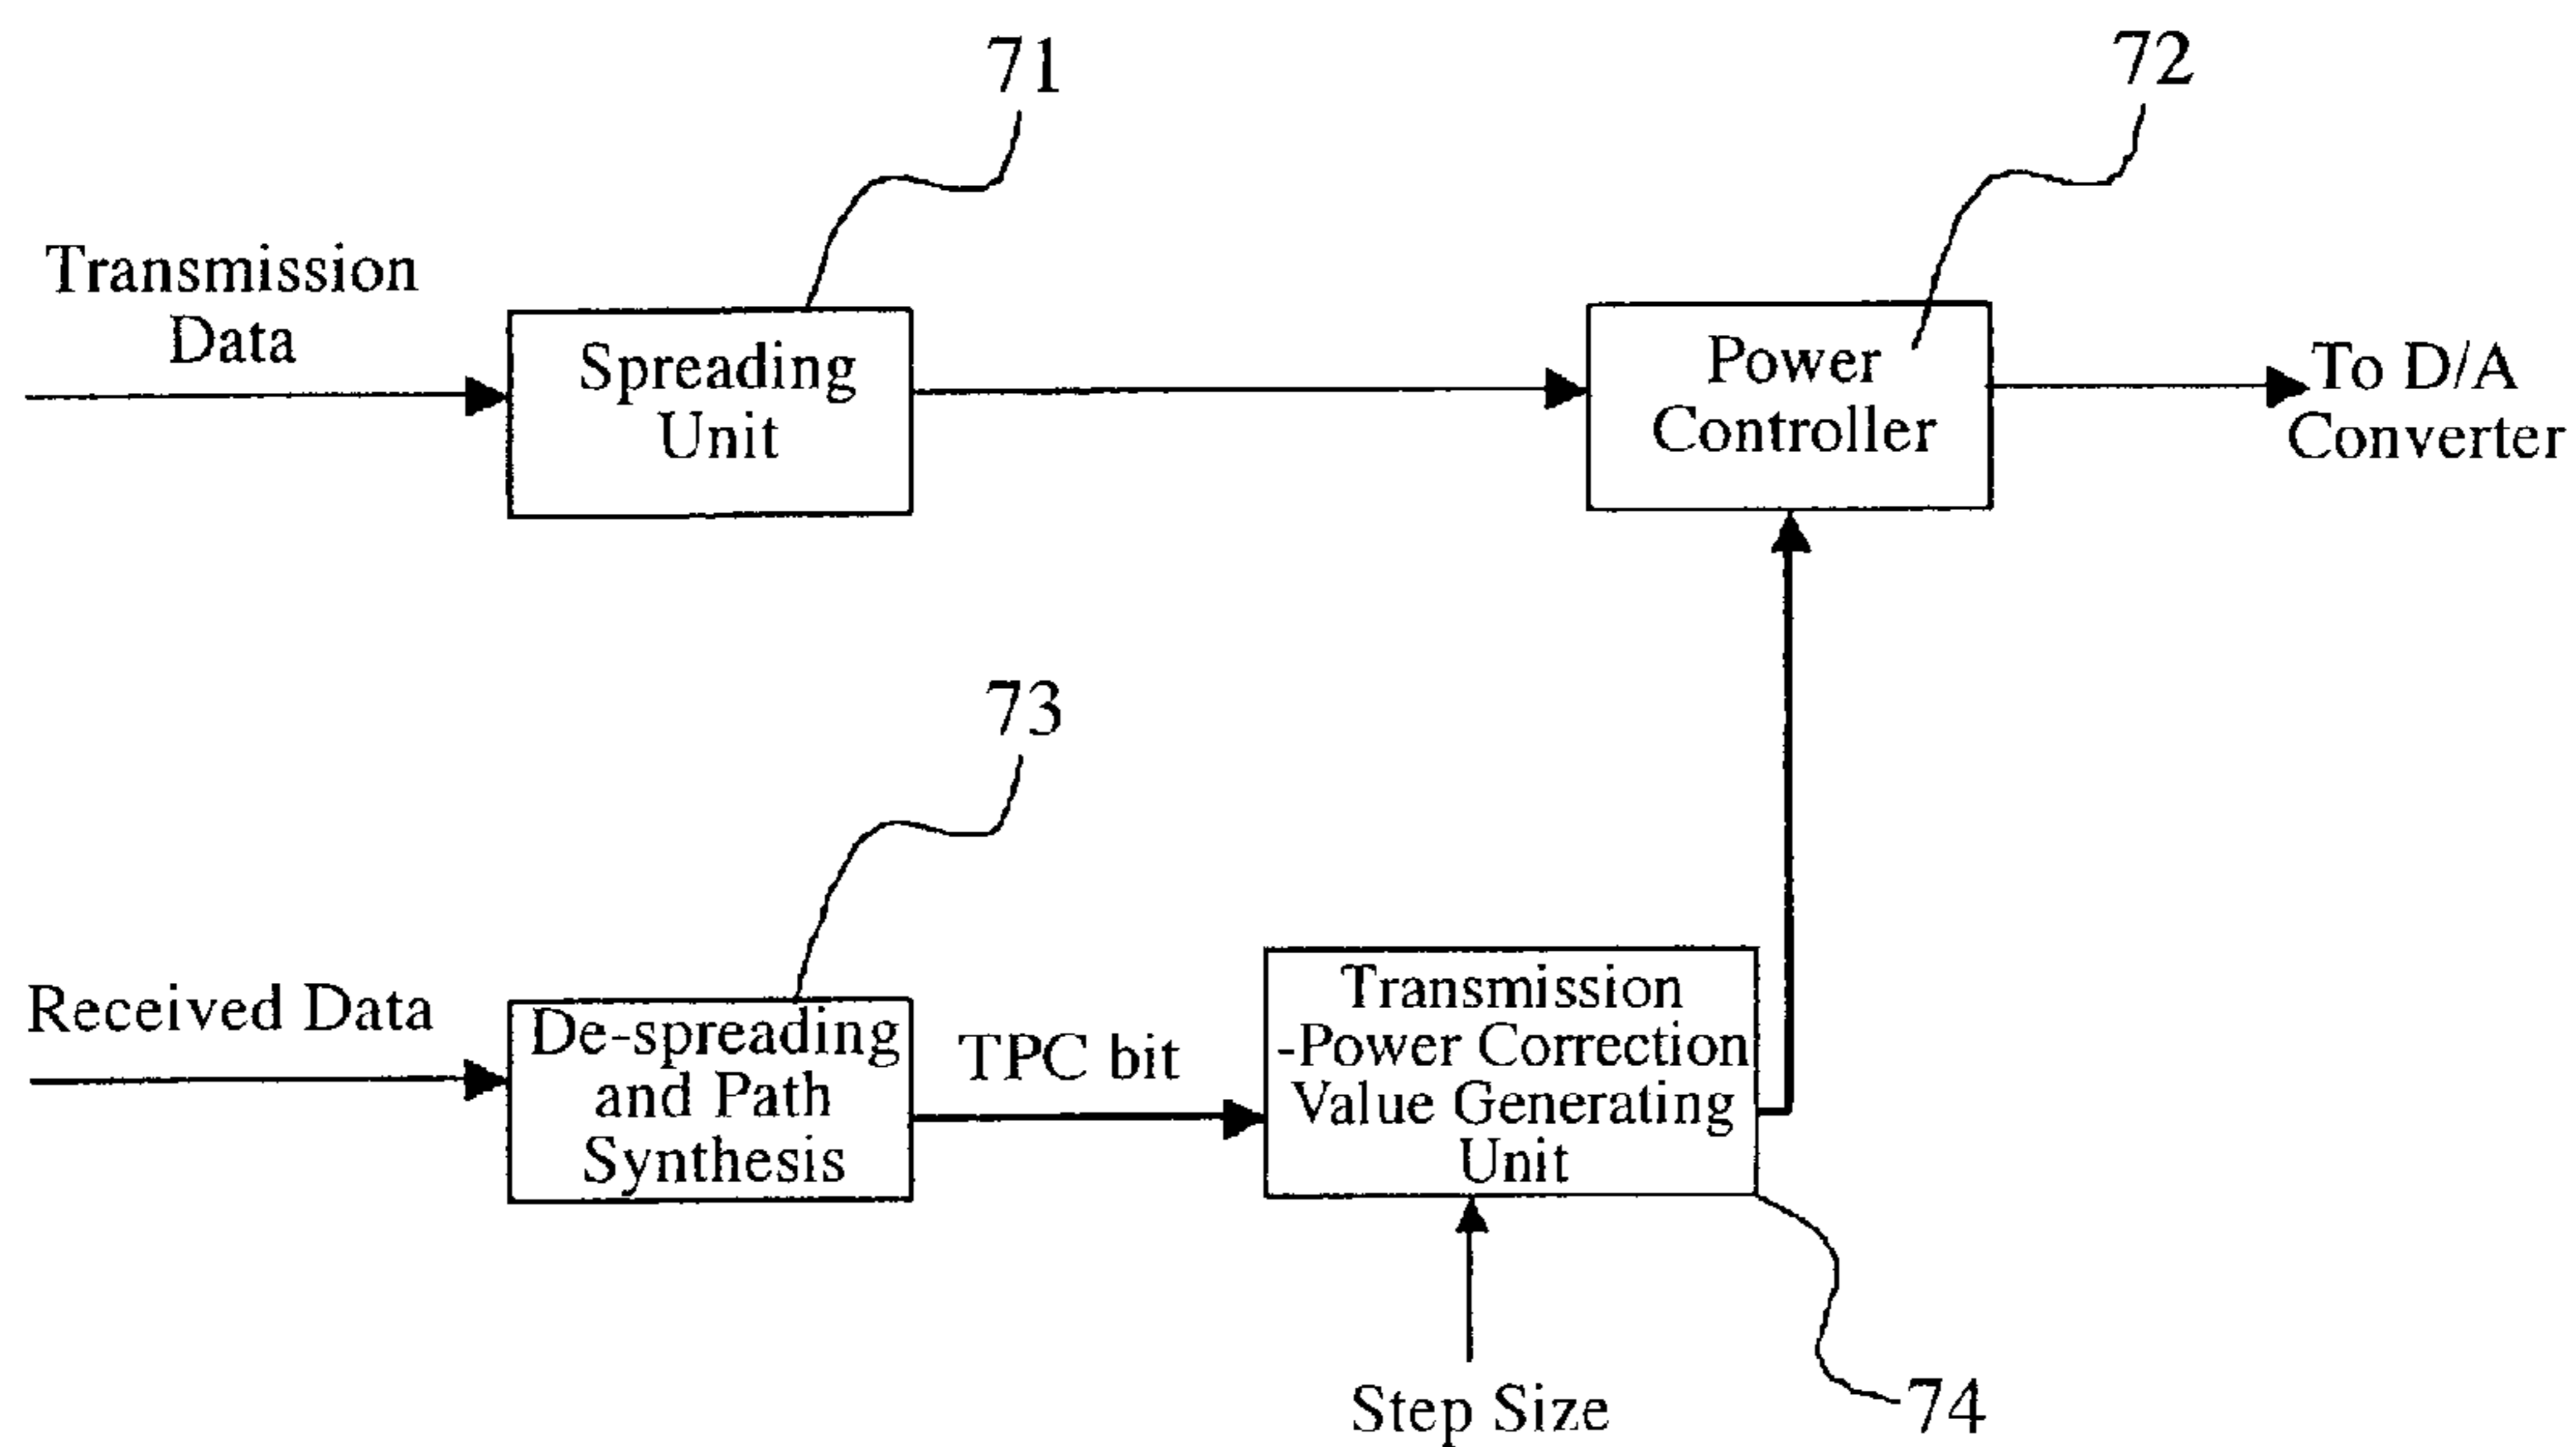 71
72
Transmission
Data
Spreading
Unit
Power
Controller
To D/A
Converter
73
Received Data
De-spreading
and Path
Synthesis
TPC bit
Transmission
-Power Correction
Value Generating
Unit
Step Size
74